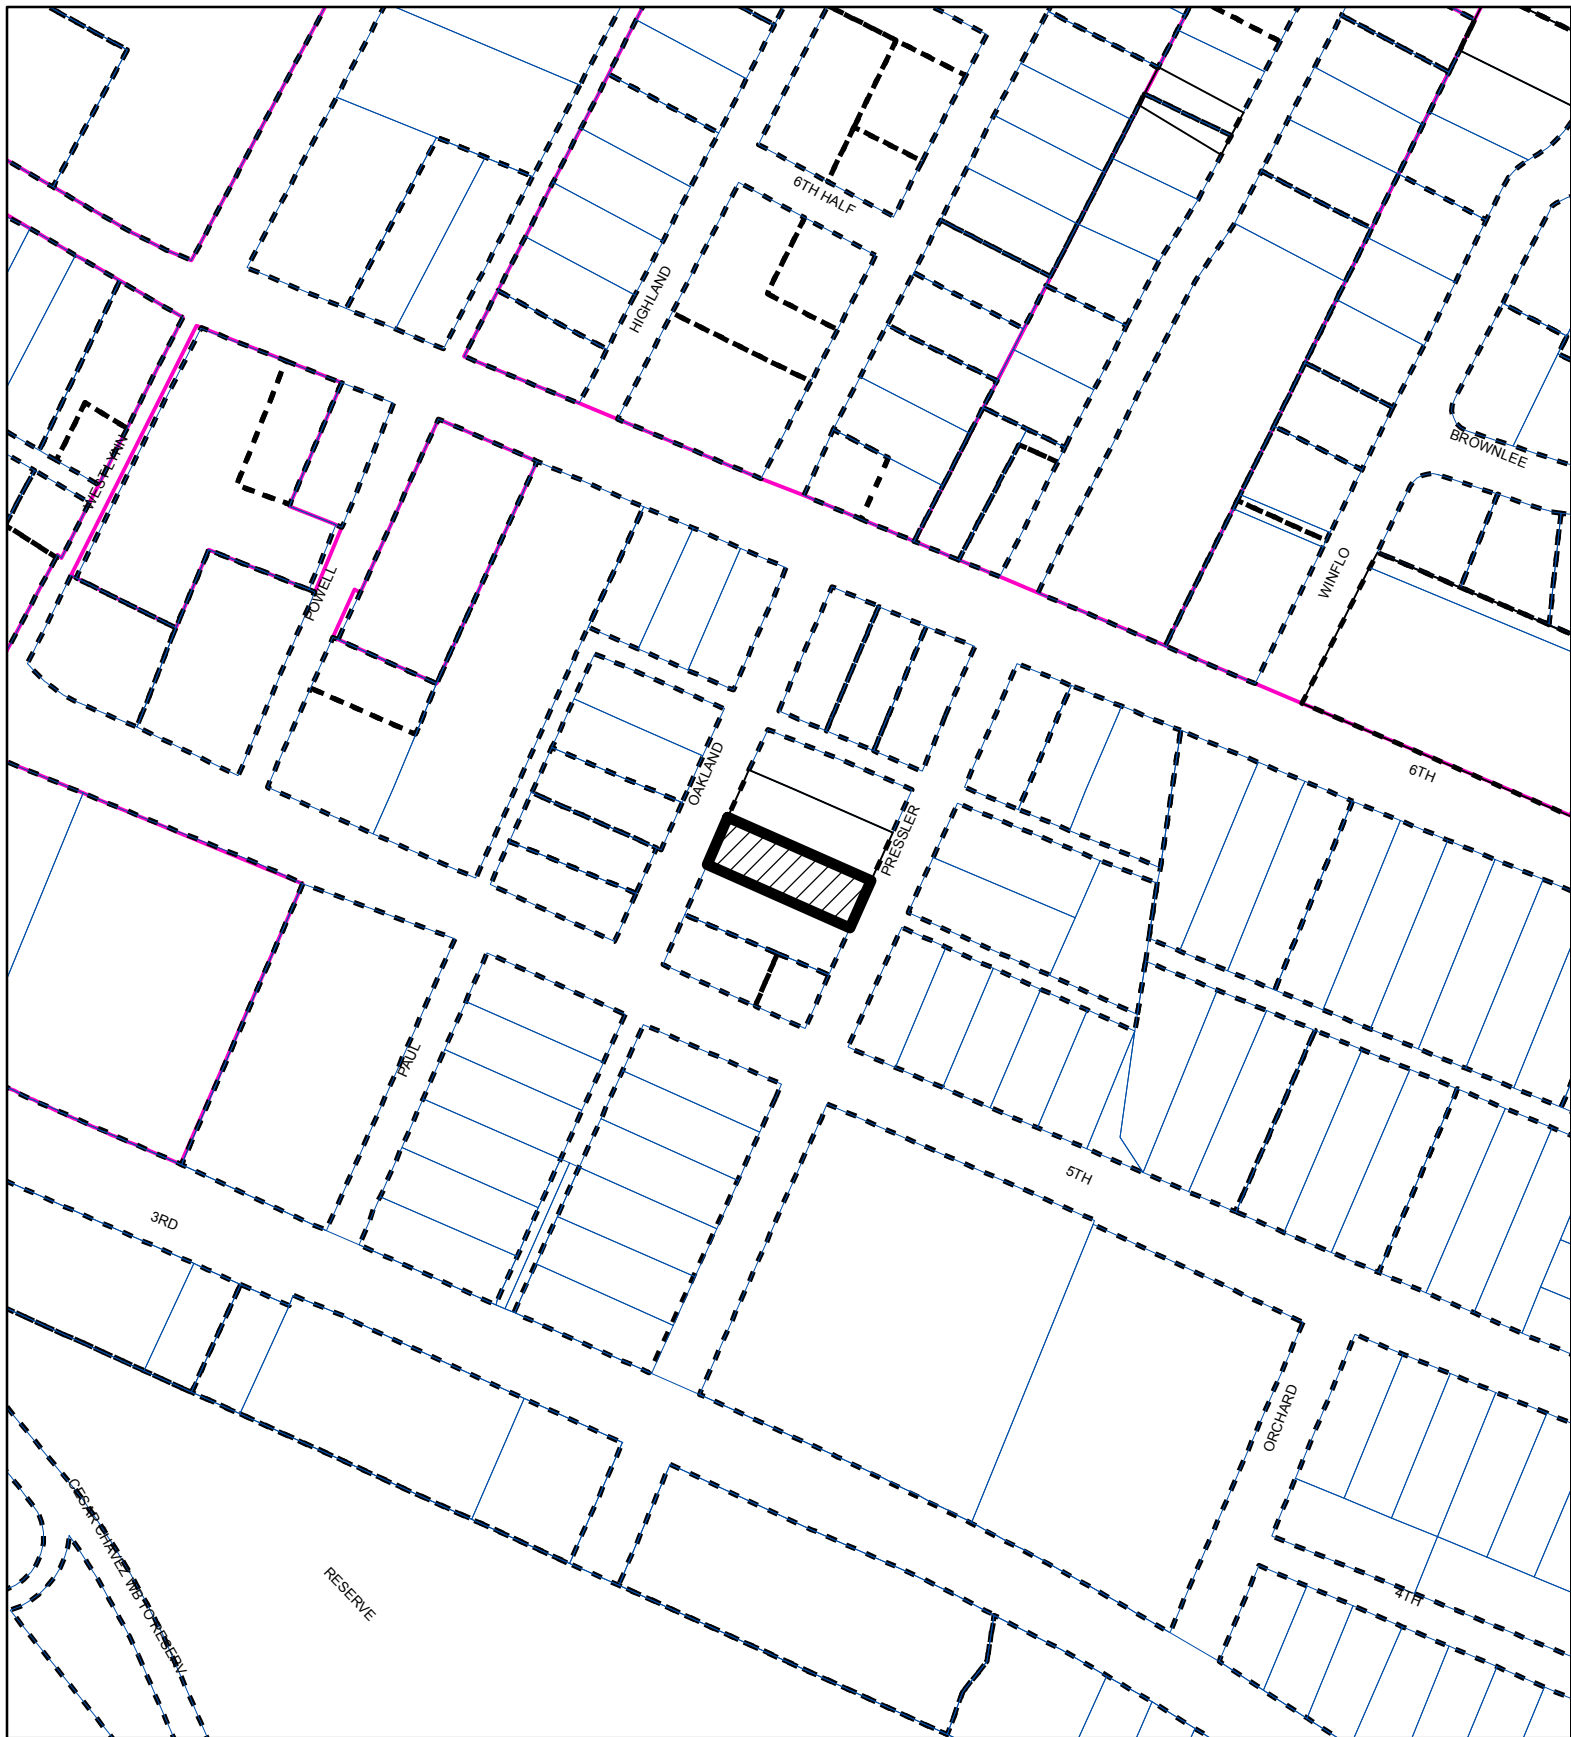 6TH HALF
HIGHLAND
BROWNLEE
WEST LYNN
WINFLO
POWELL
6TH
OAKLAND
PRESSLER
PAUL
5TH
3RD
ORCHARD
CESAR CHAVEZ WB TO RESERV
RESERVE
4TH